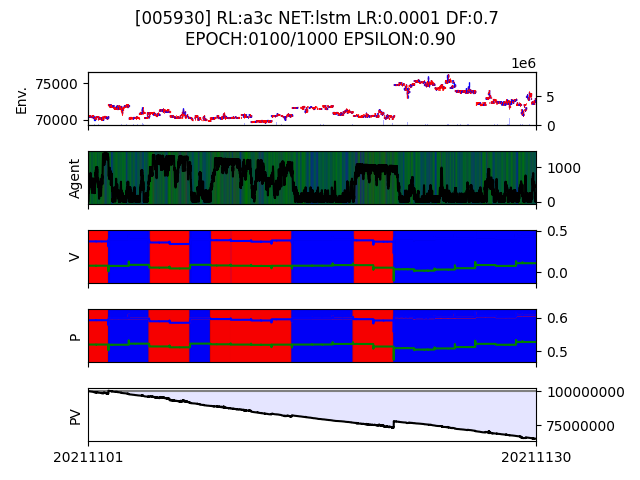 [005930] RL:a3c NET:lstm LR:0.0001 DF:0.7
EPOCH:0100/1000 EPSILON:0.90
1e6
Env.
75000
70000
5
0
Agent
1000
0
V
0.5
0.0
P
0.6
0.5
PV
100000000
75000000
20211101
20211130